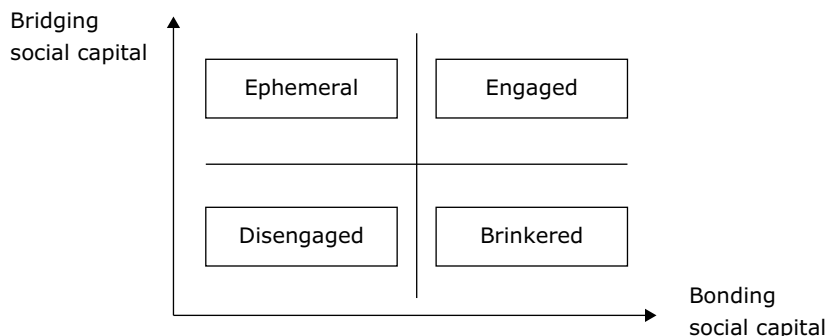 Bridging
social capital
Ephemeral
Engaged
Disengaged
Brinkered
Bonding
social capital